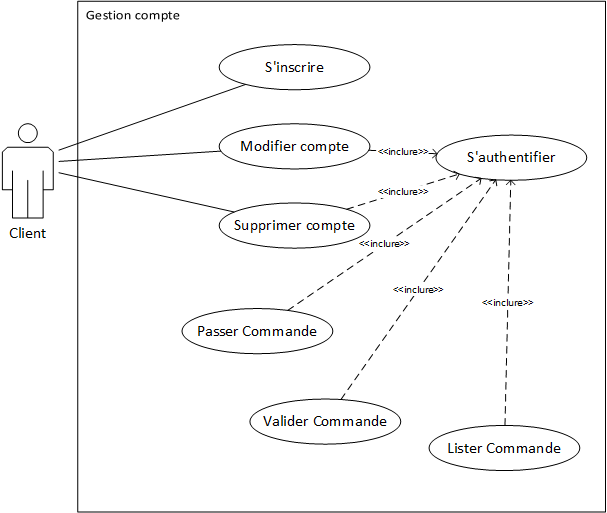 Gestion compte
S'inscrire
Modifier compte
<<inclure>>
S'authentifier
<<inclure>>
Supprimer compte
Client
<<inclure>>
<<inclure>>
<<inclure>>
Passer Commande
Valider Commande
Lister Commande